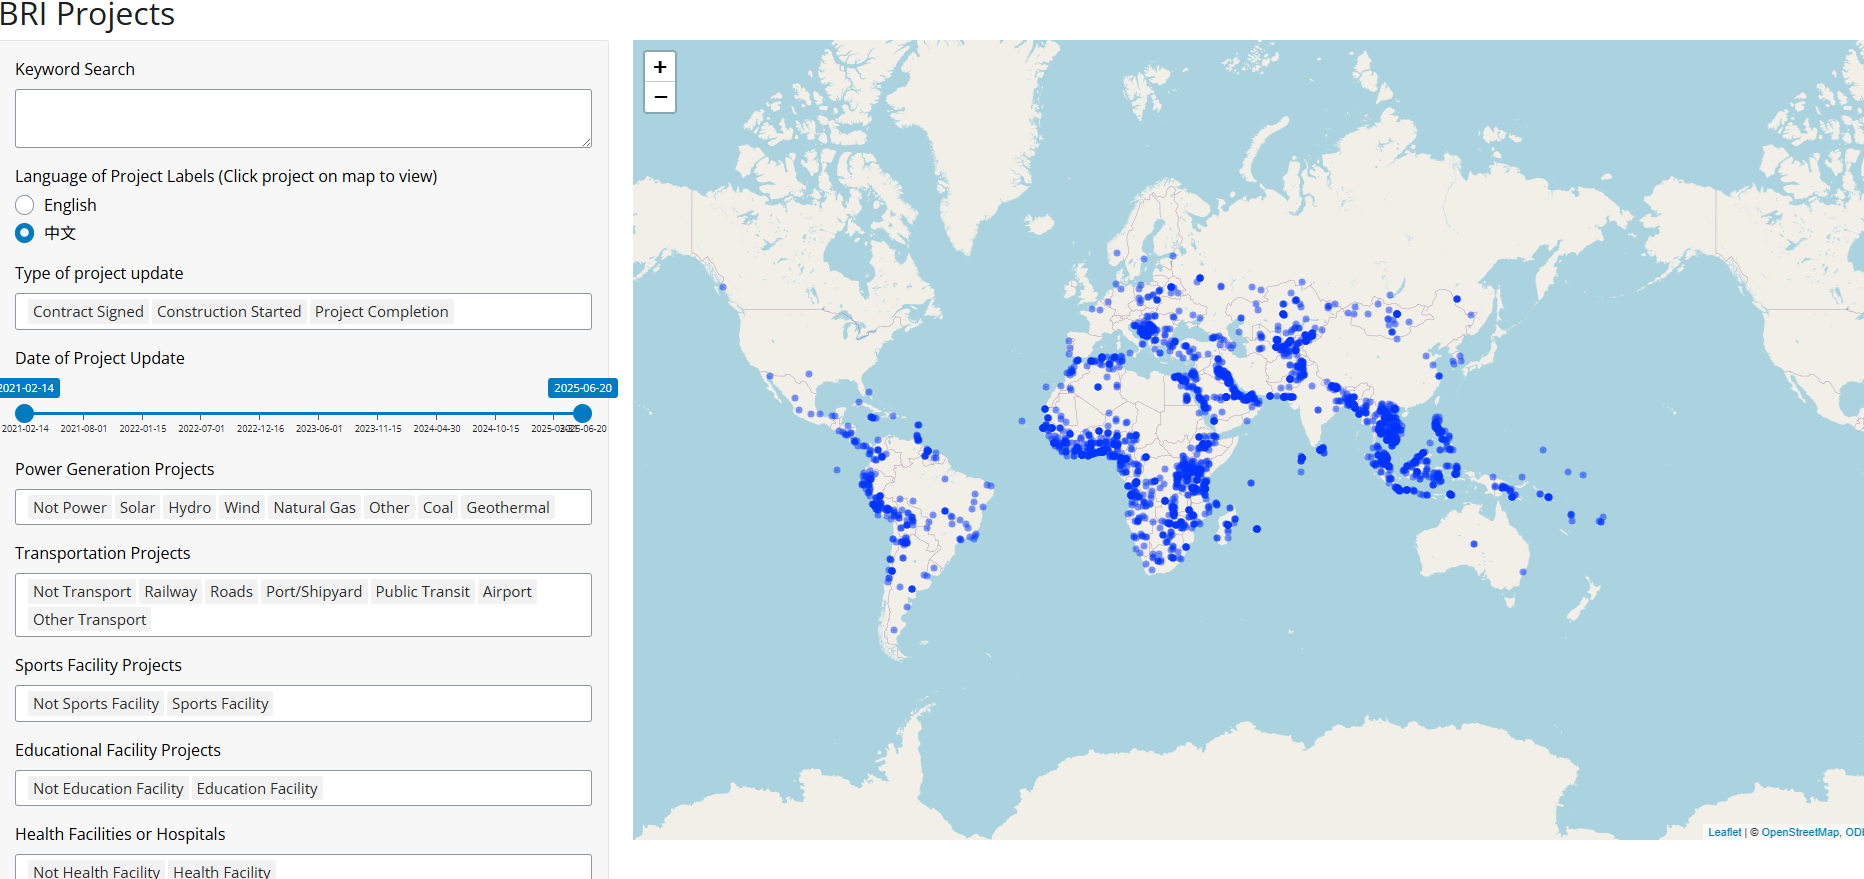 BRI Projects
Keyword Search
Language of Project Labels (Click project on map to view)
English
中文
Type of project update
Contract Signed Construction Started Project Completion
Date of Project Update
2021-02-14 2025-06-20
2021-02-14 2021-08-01 2022-01-15 2022-07-01 2022-12-16 2023-06-01 2023-11-15 2024-04-30 2024-10-15 2025-06-20
Power Generation Projects
Not Power Solar Hydro Wind Natural Gas Other Coal Geothermal
Transportation Projects
Not Transport Railway Roads Port/Shipyard Public Transit Airport
Other Transport
Sports Facility Projects
Not Sports Facility Sports Facility
Educational Facility Projects
Not Education Facility Education Facility
Health Facilities or Hospitals
Not Health Facility Health Facility
+
−
Leaflet | © OpenStreetMap, ODb